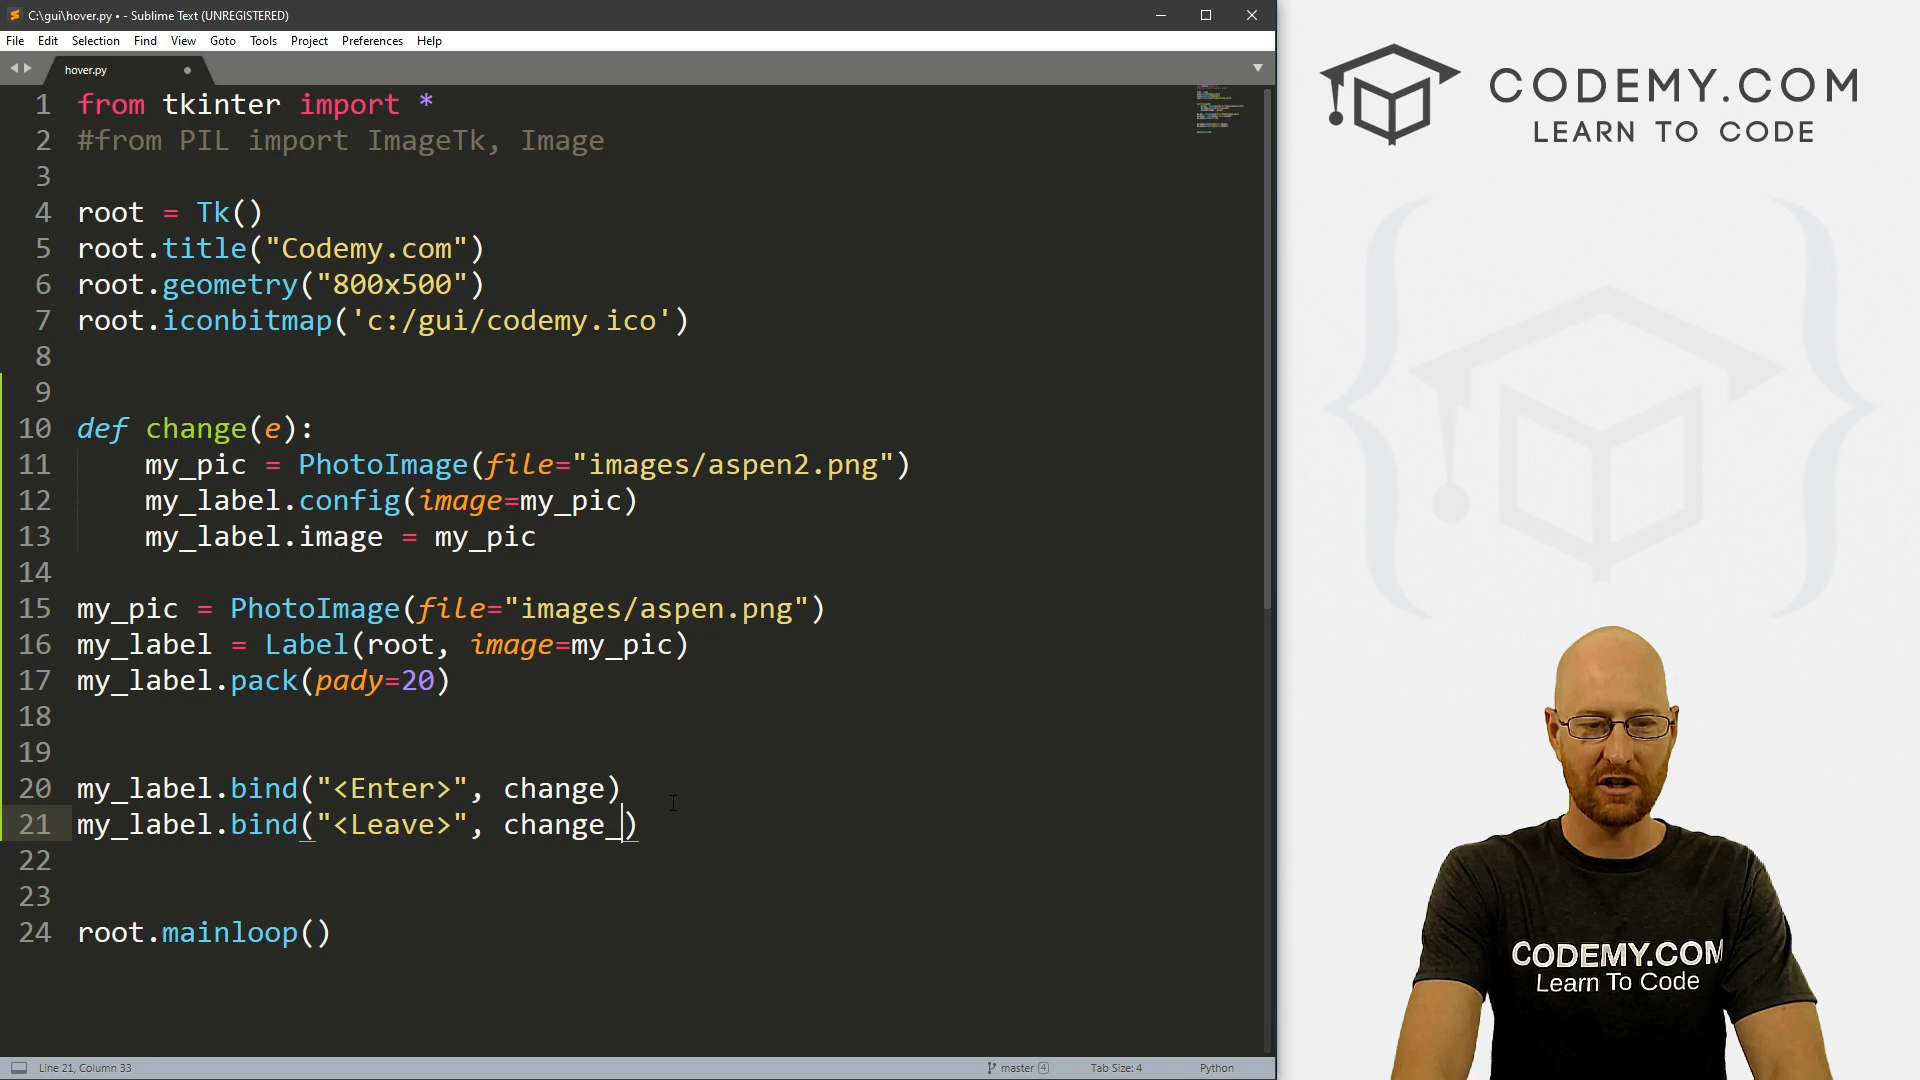 C:\gui\hover.py • - Sublime Text (UNREGISTERED)
File Edit Selection Find View Goto Tools Project Preferences Help
hover.py
1 from tkinter import *
2 #from PIL import ImageTk, Image
3
4 root = Tk()
5 root.title("Codemy.com")
6 root.geometry("800x500")
7 root.iconbitmap('c:/gui/codemy.ico')
8
9
10 def change(e):
11 my_pic = PhotoImage(file="images/aspen2.png")
12 my_label.config(image=my_pic)
13 my_label.image = my_pic
14
15 my_pic = PhotoImage(file="images/aspen.png")
16 my_label = Label(root, image=my_pic)
17 my_label.pack(pady=20)
18
19
20 my_label.bind("<Enter>", change)
21 my_label.bind("<Leave>", change_)
22
23
24 root.mainloop()
Line 21, Column 33
master 4
Tab Size: 4
Python
CODEMY.COM
LEARN TO CODE
CODEMY.COM
Learn To Code